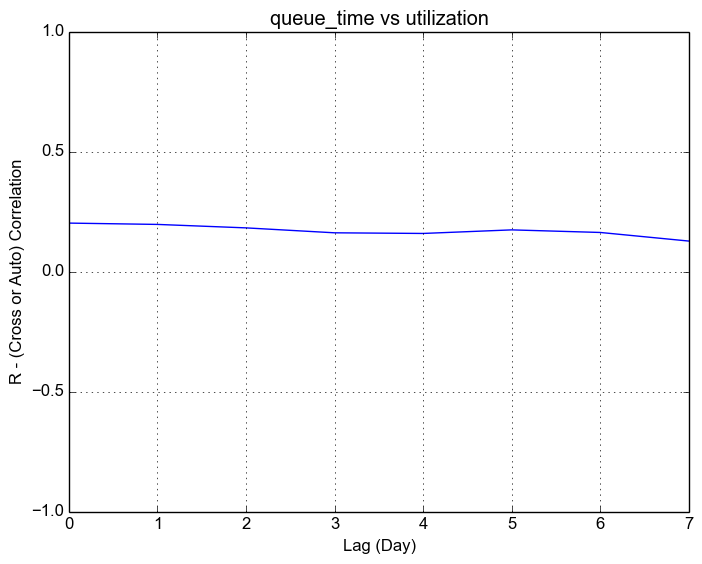 queue_time vs utilization
1.0
0.5
0.0
−0.5
−1.0
R - (Cross or Auto) Correlation
0 1 2 3 4 5 6 7
Lag (Day)